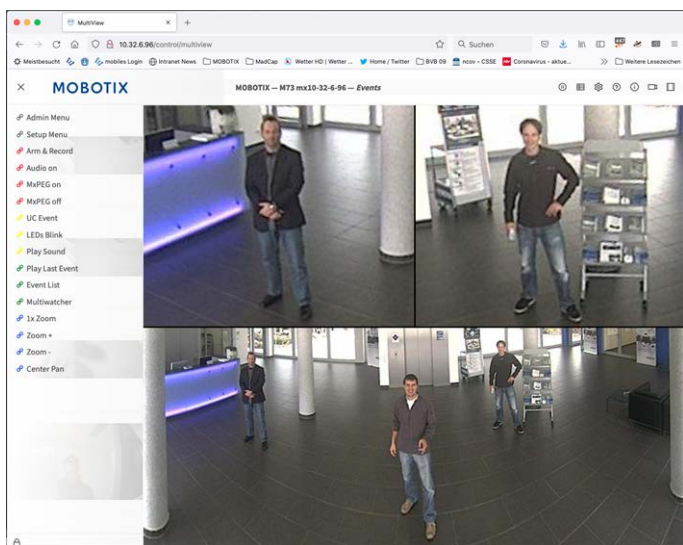 MultiView
10.32.6.96/control/multiview
Suchen
Meistbesucht
mobiles Login
Intranet News
MOBOTIX
MadCap
Wetter HD | Wetter ...
Home / Twitter
BVB 09
ncov – CSSE
Coronavirus - aktue...
Weitere Lesezeichen
MOBOTIX
MOBOTIX — M73 mx10-32-6-96 — Events
Admin Menu
Setup Menu
Arm & Record
Audio on
MxPEG on
MxPEG off
UC Event
LEDs Blink
Play Sound
Play Last Event
Event List
Multiwatcher
1x Zoom
Zoom +
Zoom -
Center Pan